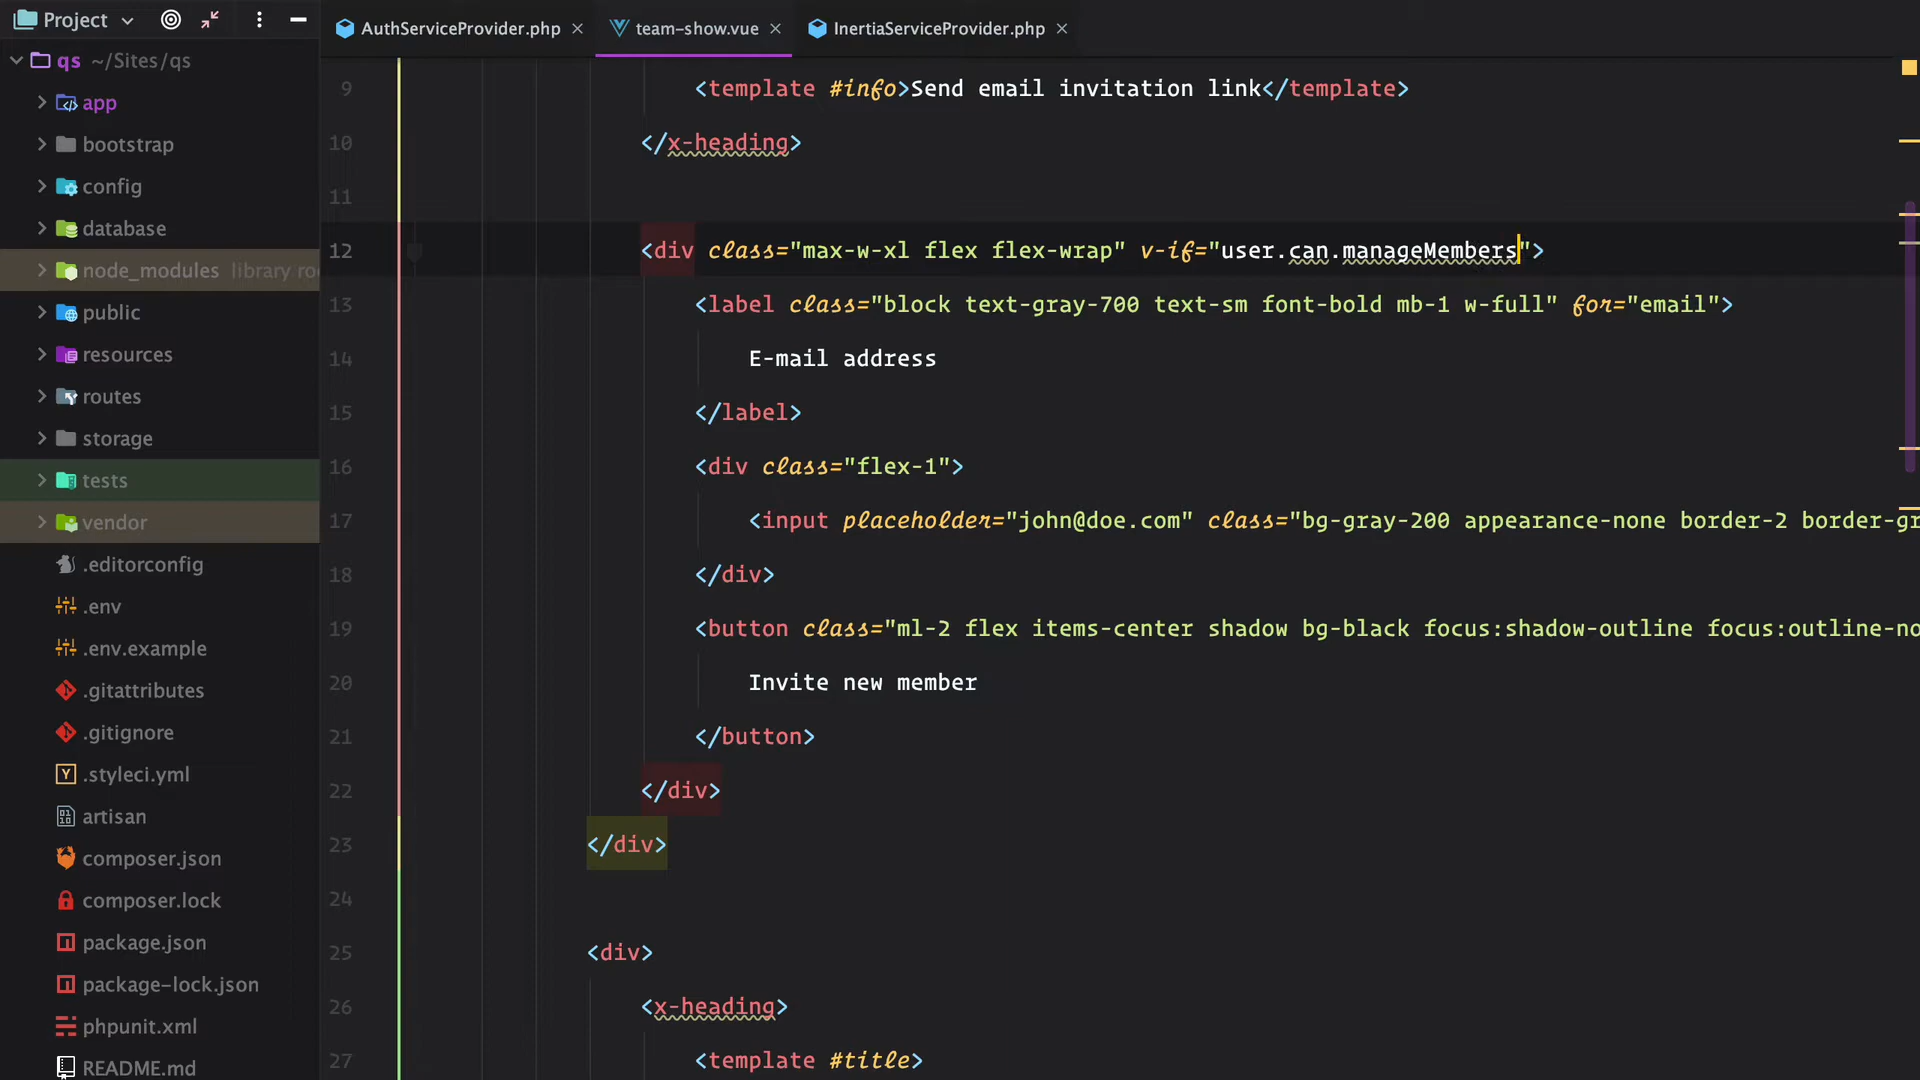 Project
AuthServiceProvider.php
team-show.vue
InertiaServiceProvider.php
qs ~/Sites/qs
app
bootstrap
config
database
node_modules library roo
public
resources
routes
storage
tests
vendor
.editorconfig
.env
.env.example
.gitattributes
.gitignore
.styleci.yml
artisan
composer.json
composer.lock
package.json
package-lock.json
phpunit.xml
README.md
9 <template #info>Send email invitation link</template>
10 </x-heading>
11
12 <div class="max-w-xl flex flex-wrap" v-if="user.can.manageMembers">
13 <label class="block text-gray-700 text-sm font-bold mb-1 w-full" for="email">
14 E-mail address
15 </label>
16 <div class="flex-1">
17 <input placeholder="john@doe.com" class="bg-gray-200 appearance-none border-2 border-gr
18 </div>
19 <button class="ml-2 flex items-center shadow bg-black focus:shadow-outline focus:outline-no
20 Invite new member
21 </button>
22 </div>
23 </div>
24
25 <div>
26 <x-heading>
27 <template #title>